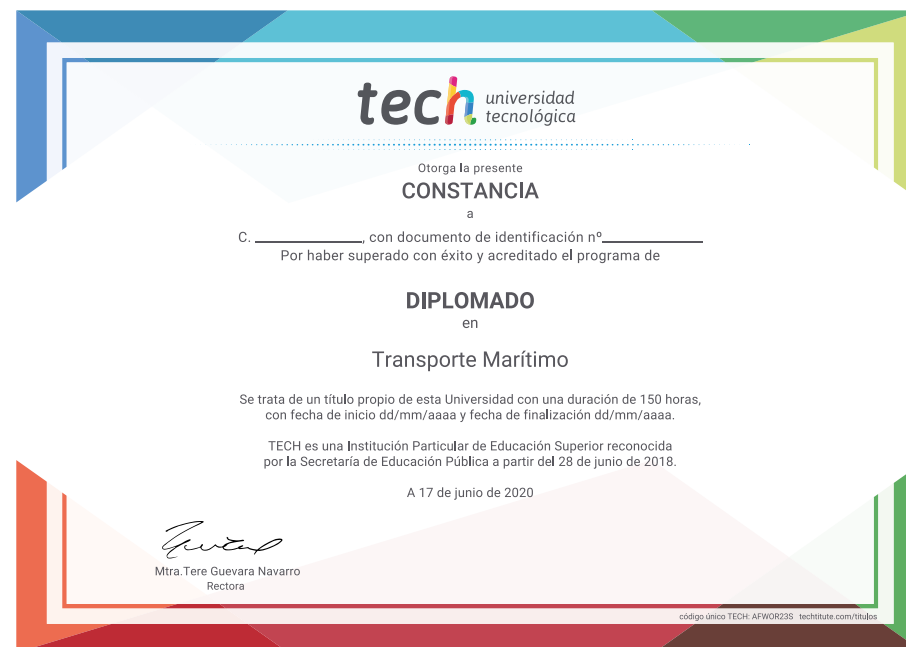 tech universidad
tecnológica
Otorga la presente
CONSTANCIA
a
C. ____________, con documento de identificación nº____________
Por haber superado con éxito y acreditado el programa de
DIPLOMADO
en
Transporte Marítimo
Se trata de un título propio de esta Universidad con una duración de 150 horas,
con fecha de inicio dd/mm/aaaa y fecha de finalización dd/mm/aaaa.
TECH es una Institución Particular de Educación Superior reconocida
por la Secretaría de Educación Pública a partir del 28 de junio de 2018.
A 17 de junio de 2020
Mtra.Tere Guevara Navarro
Rectora
código único TECH: AFWOR23S techtitute.com/titulos